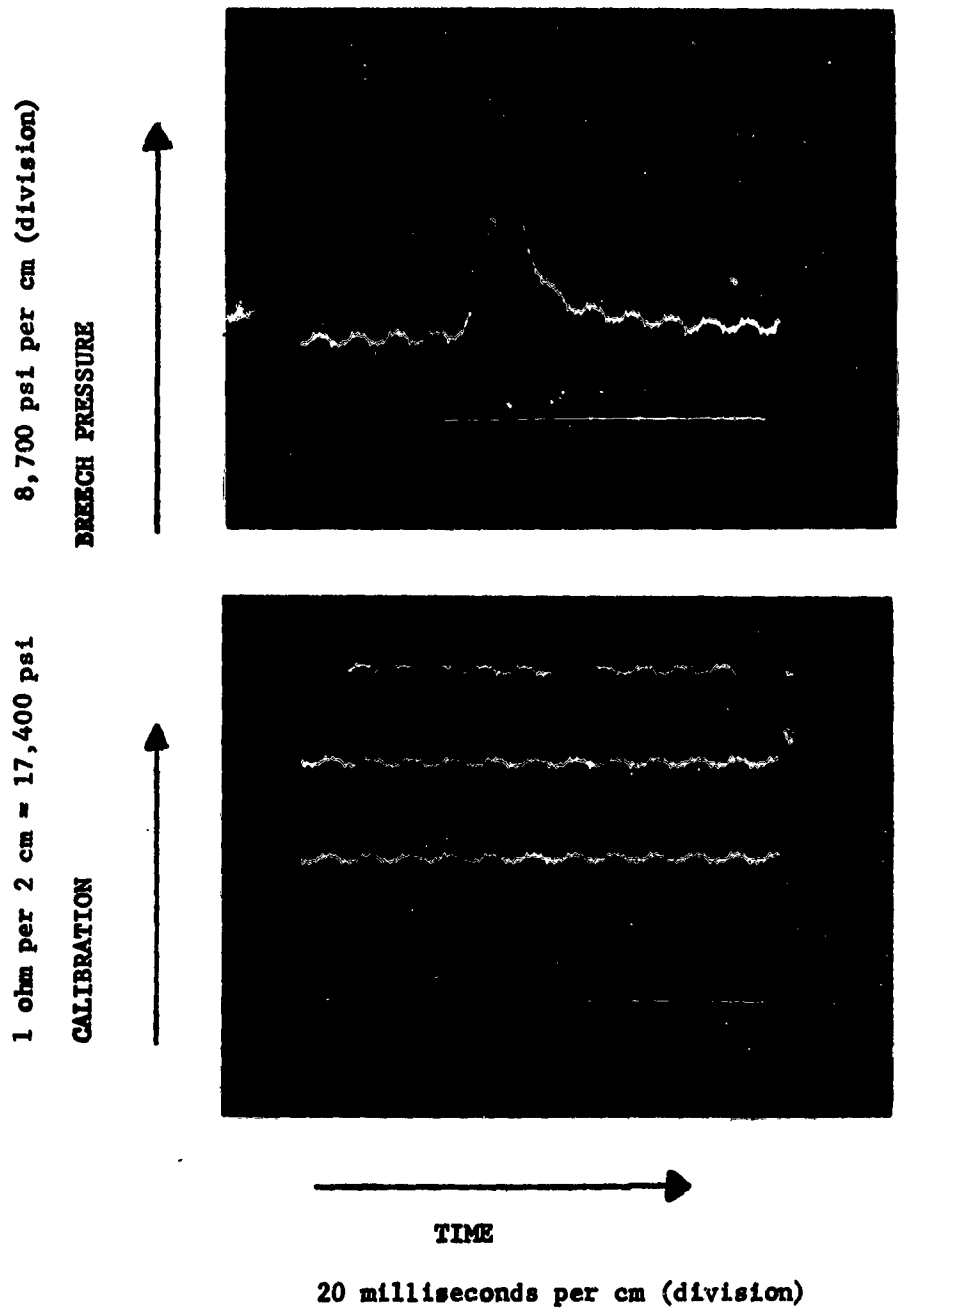 8,700 psi per cm (division)
BREECH PRESSURE
1 ohm per 2 cm = 17,400 psi
CALIBRATION
TIME
20 milliseconds per cm (division)